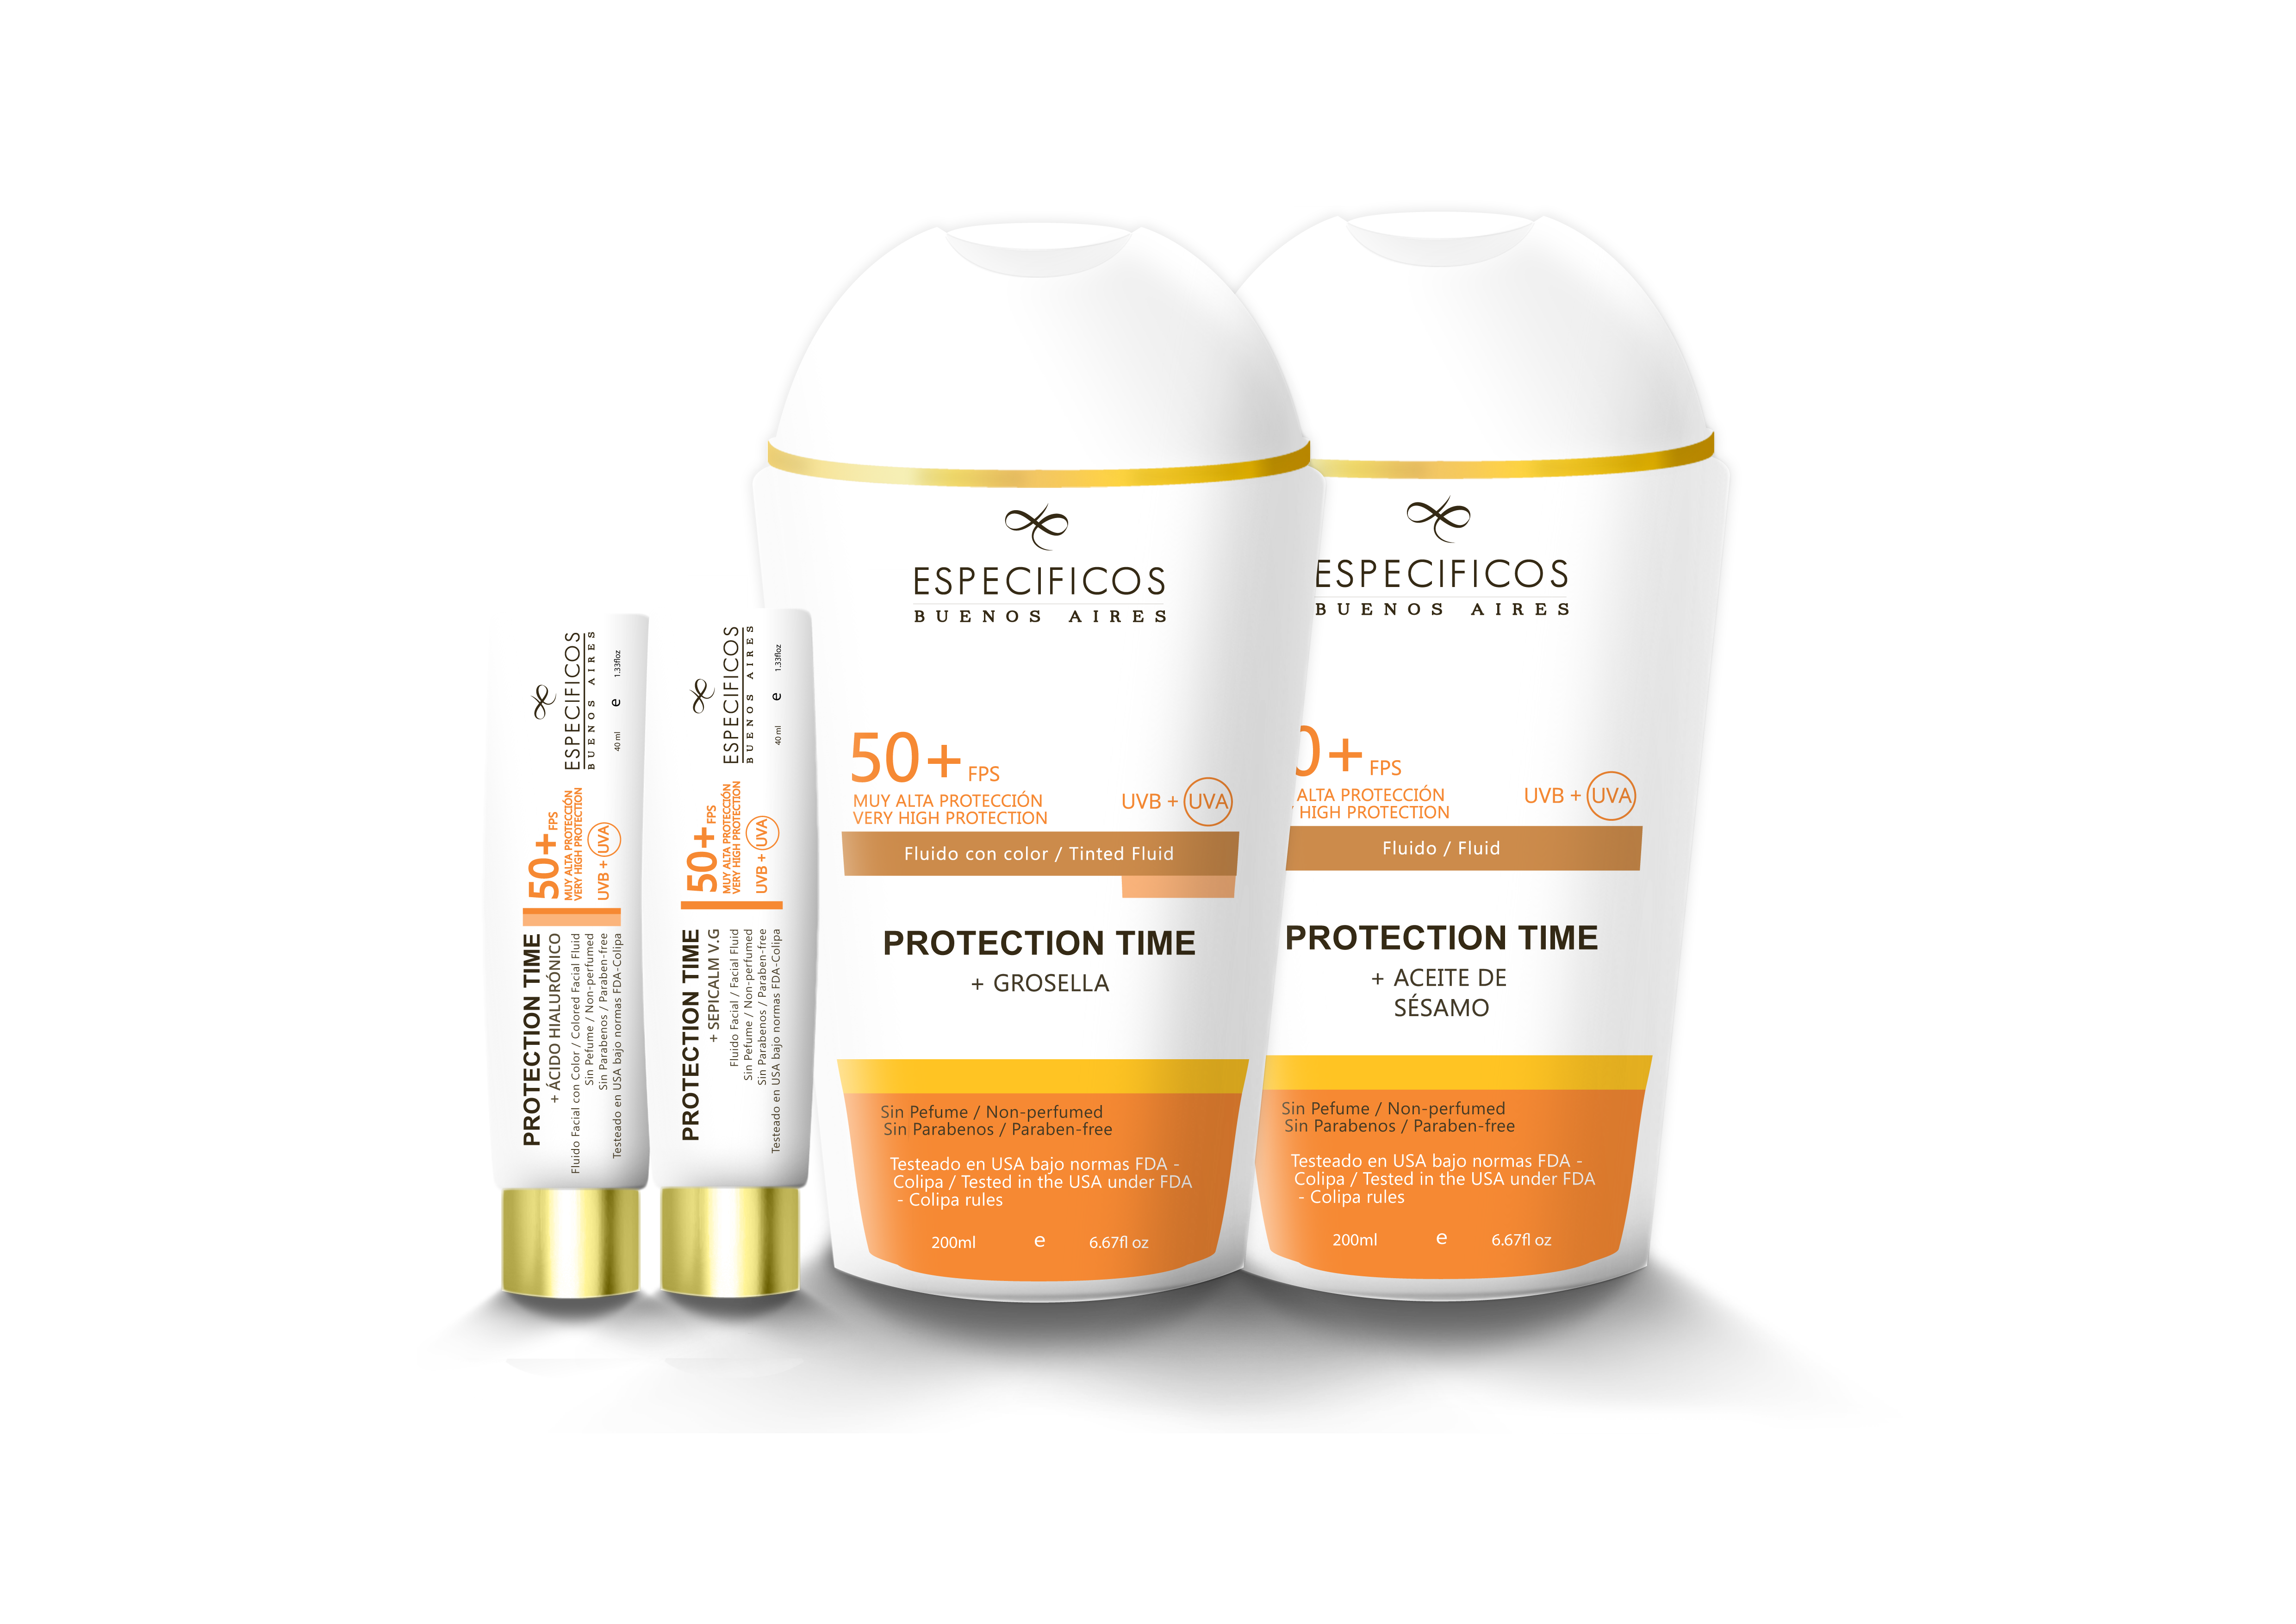 ESPECIFICOS
BUENOS AIRES
40 ml e 1.33floz
50+ FPS
MUY ALTA PROTECCIÓN
VERY HIGH PROTECTION
UVB + UVA
PROTECTION TIME
+ ÁCIDO HIALURÓNICO
Fluido Facial con Color / Colored Facial Fluid
Sin Pefume / Non-perfumed
Sin Parabenos / Paraben-free
Testeado en USA bajo normas FDA-Colipa
ESPECIFICOS
BUENOS AIRES
40 ml e 1.33floz
50+ FPS
MUY ALTA PROTECCIÓN
VERY HIGH PROTECTION
UVB + UVA
PROTECTION TIME
+ SEPICALM V.G
Fluido Facial / Facial Fluid
Sin Pefume / Non-perfumed
Sin Parabenos / Paraben-free
Testeado en USA bajo normas FDA-Colipa
ESPECIFICOS
BUENOS AIRES
50+ FPS
MUY ALTA PROTECCIÓN
VERY HIGH PROTECTION
UVB + UVA
Fluido con color / Tinted Fluid
PROTECTION TIME
+ GROSELLA
Sin Pefume / Non-perfumed
Sin Parabenos / Paraben-free
Testeado en USA bajo normas FDA -
Colipa / Tested in the USA under FDA
- Colipa rules
200ml e 6.67fl oz
ESPECIFICOS
BUENOS AIRES
0+ FPS
ALTA PROTECCIÓN
HIGH PROTECTION
UVB + UVA
Fluido / Fluid
PROTECTION TIME
+ ACEITE DE
SÉSAMO
Sin Pefume / Non-perfumed
Sin Parabenos / Paraben-free
Testeado en USA bajo normas FDA -
Colipa / Tested in the USA under FDA
- Colipa rules
200ml e 6.67fl oz